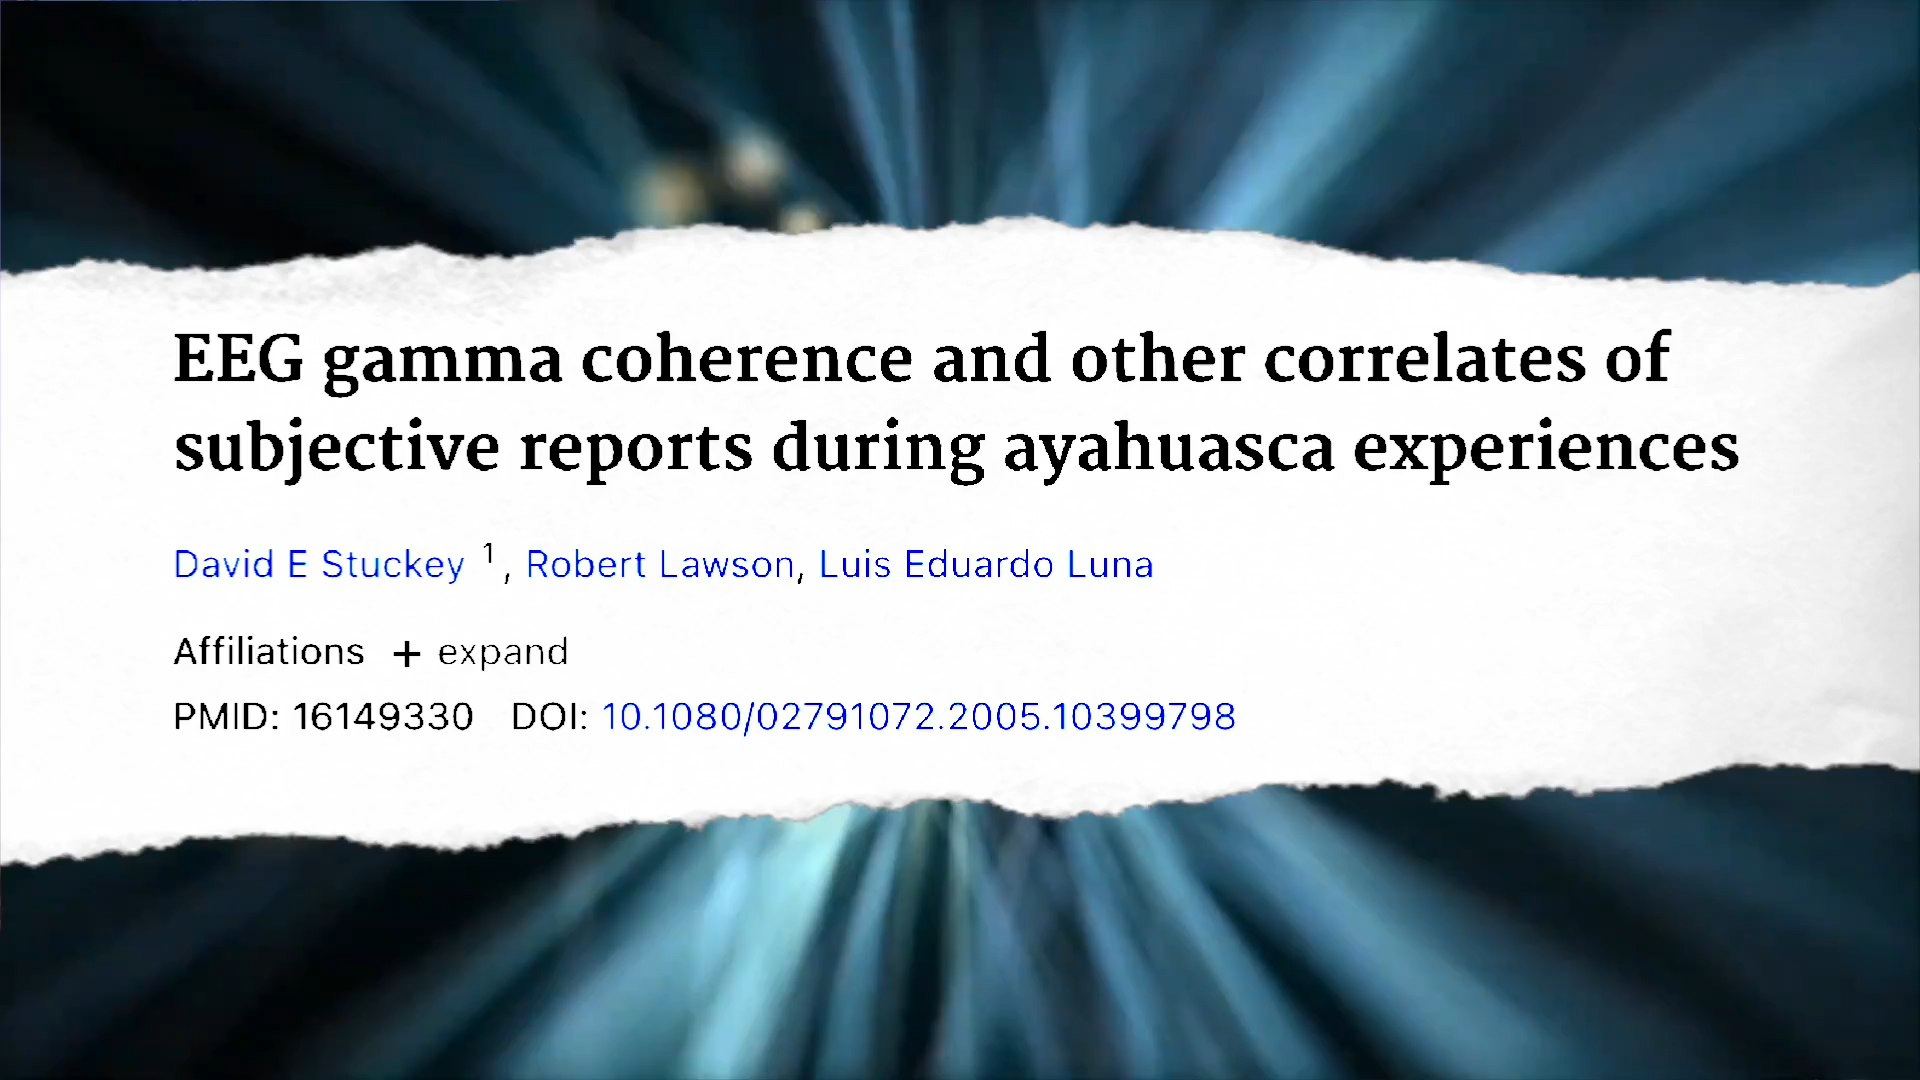 EEG gamma coherence and other correlates of
subjective reports during ayahuasca experiences
David E Stuckey 1, Robert Lawson, Luis Eduardo Luna
Affiliations + expand
PMID: 16149330 DOI: 10.1080/02791072.2005.10399798